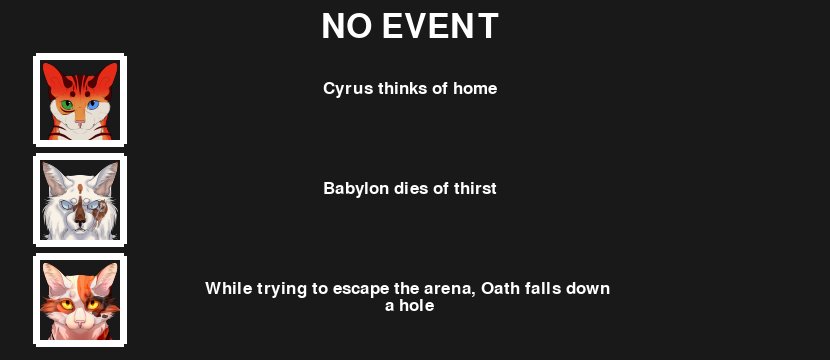 NO EVENT
Cyrus thinks of home
Babylon dies of thirst
While trying to escape the arena, Oath falls down
a hole